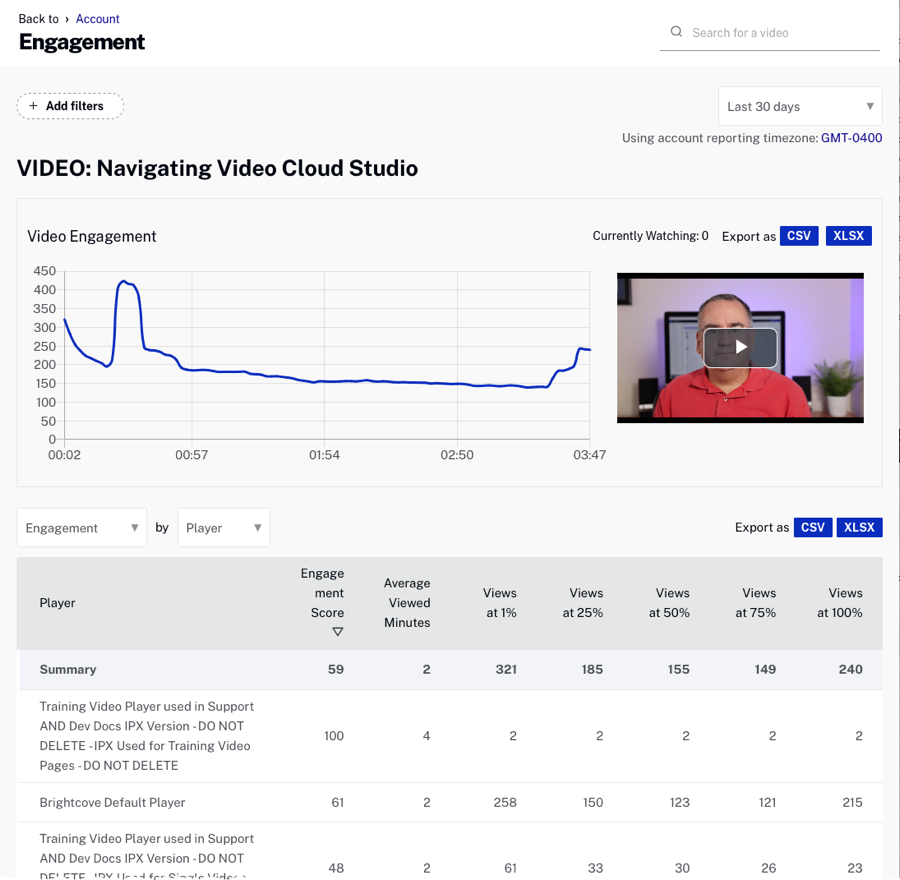 Back to › Account
Engagement
Search for a video
+ Add filters
Last 30 days
Using account reporting timezone: GMT-0400
VIDEO: Navigating Video Cloud Studio
Video Engagement
Currently Watching: 0 Export as CSV XLSX
450
400
350
300
250
200
150
100
50
0
00:02 00:57 01:54 02:50 03:47
Engagement by Player
Export as CSV XLSX
Player
Engage
ment
Score
Average
Viewed
Minutes
Views
at 1%
Views
at 25%
Views
at 50%
Views
at 75%
Views
at 100%
Summary 59 2 321 185 155 149 240
Training Video Player used in Support
AND Dev Docs IPX Version - DO NOT
DELETE - IPX Used for Training Video
Pages - DO NOT DELETE
100 4 2 2 2 2 2
Brightcove Default Player 61 2 258 150 123 121 215
Training Video Player used in Support
AND Dev Docs IPX Version - DO NOT
48 2 61 33 30 26 23